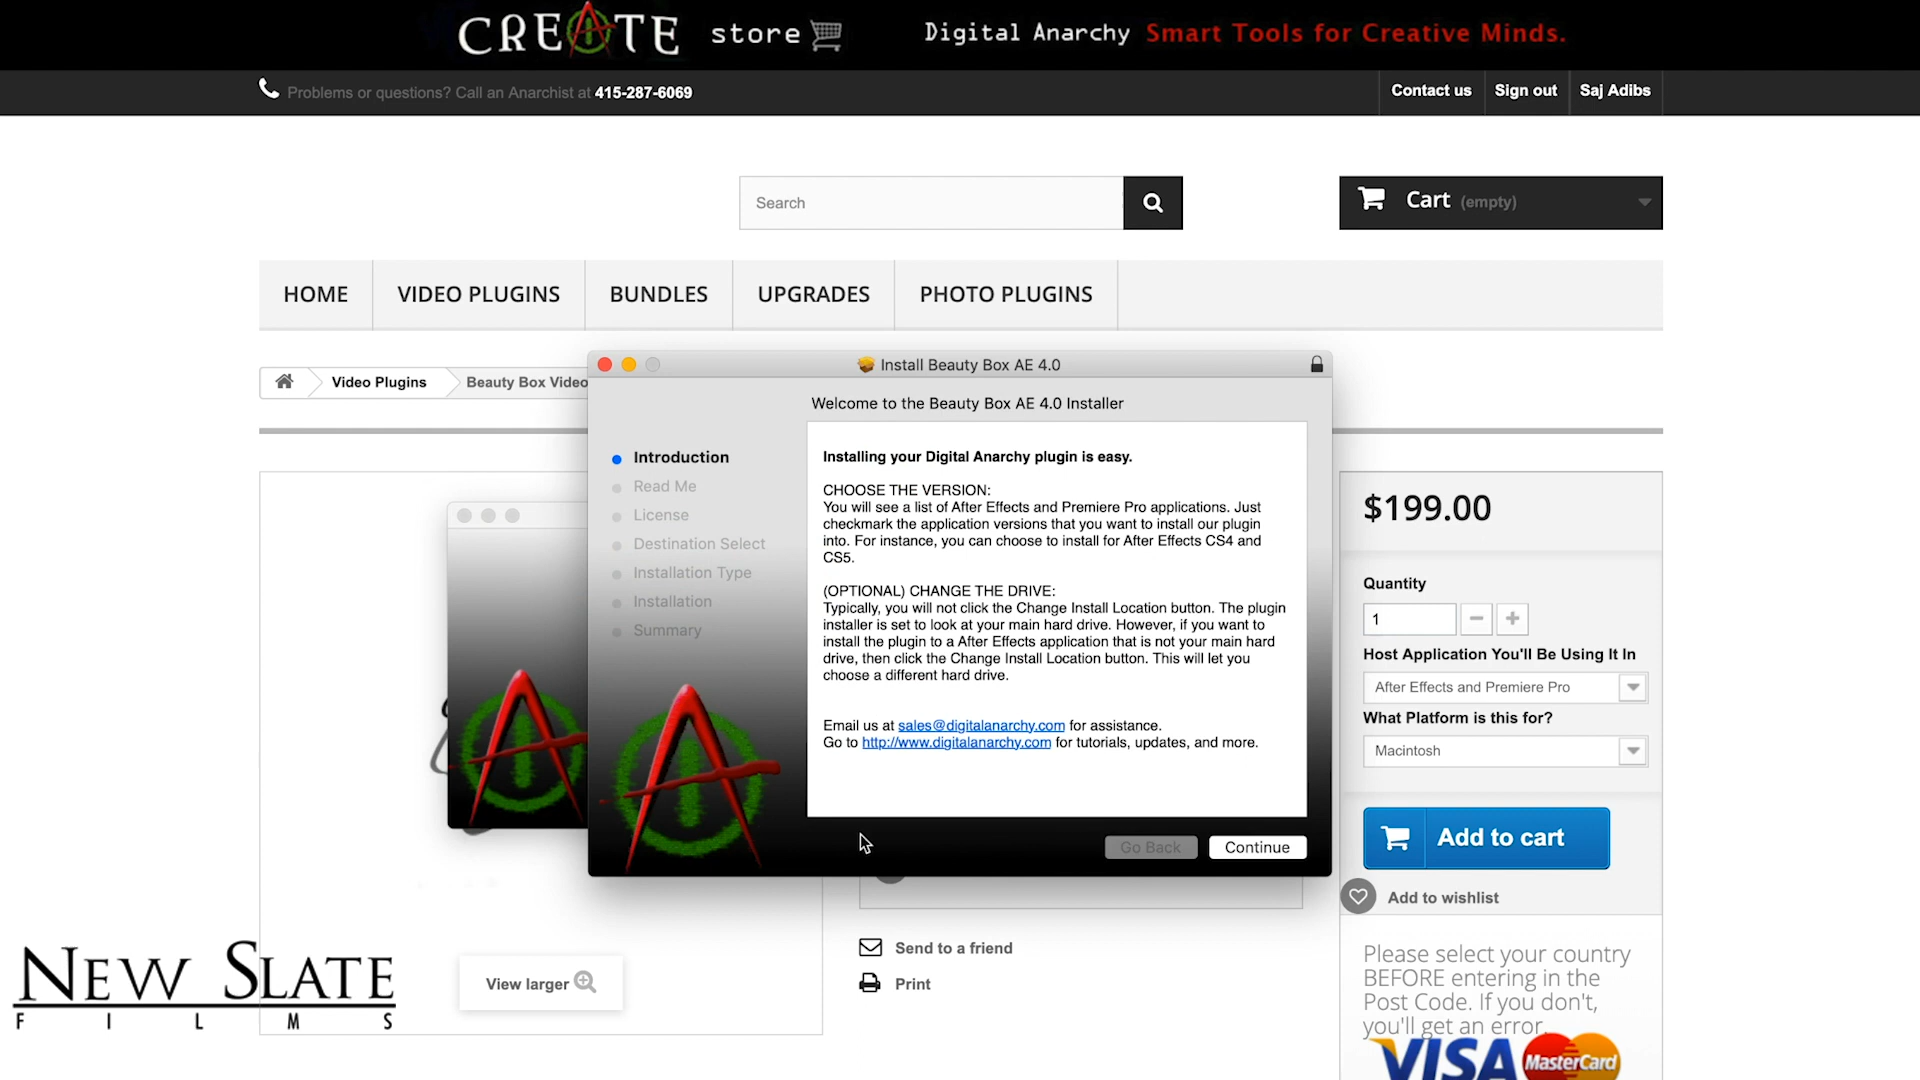 CREATE store
Digital Anarchy Smart Tools for Creative Minds.
Problems or questions? Call an Anarchist at 415-287-6069
Contact us
Sign out
Saj Adibs
Search
Cart (empty)
HOME
VIDEO PLUGINS
BUNDLES
UPGRADES
PHOTO PLUGINS
Video Plugins
Beauty Box Video
Install Beauty Box AE 4.0
Welcome to the Beauty Box AE 4.0 Installer
Introduction
Read Me
License
Destination Select
Installation Type
Installation
Summary
Installing your Digital Anarchy plugin is easy.
CHOOSE THE VERSION:
You will see a list of After Effects and Premiere Pro applications. Just
checkmark the application versions that you want to install our plugin
into. For instance, you can choose to install for After Effects CS4 and
CS5.
(OPTIONAL) CHANGE THE DRIVE:
Typically, you will not click the Change Install Location button. The plugin
installer is set to look at your main hard drive. However, if you want to
install the plugin to a After Effects application that is not your main hard
drive, then click the Change Install Location button. This will let you
choose a different hard drive.
Email us at sales@digitalanarchy.com for assistance.
Go to http://www.digitalanarchy.com for tutorials, updates, and more.
Go Back
Continue
$199.00
Quantity
1
Host Application You'll Be Using It In
After Effects and Premiere Pro
What Platform is this for?
Macintosh
Add to cart
Add to wishlist
Please select your country
BEFORE entering in the
Post Code. If you don't,
you'll get an error.
VISA MasterCard
Send to a friend
Print
View larger
NEW SLATE
FILMS